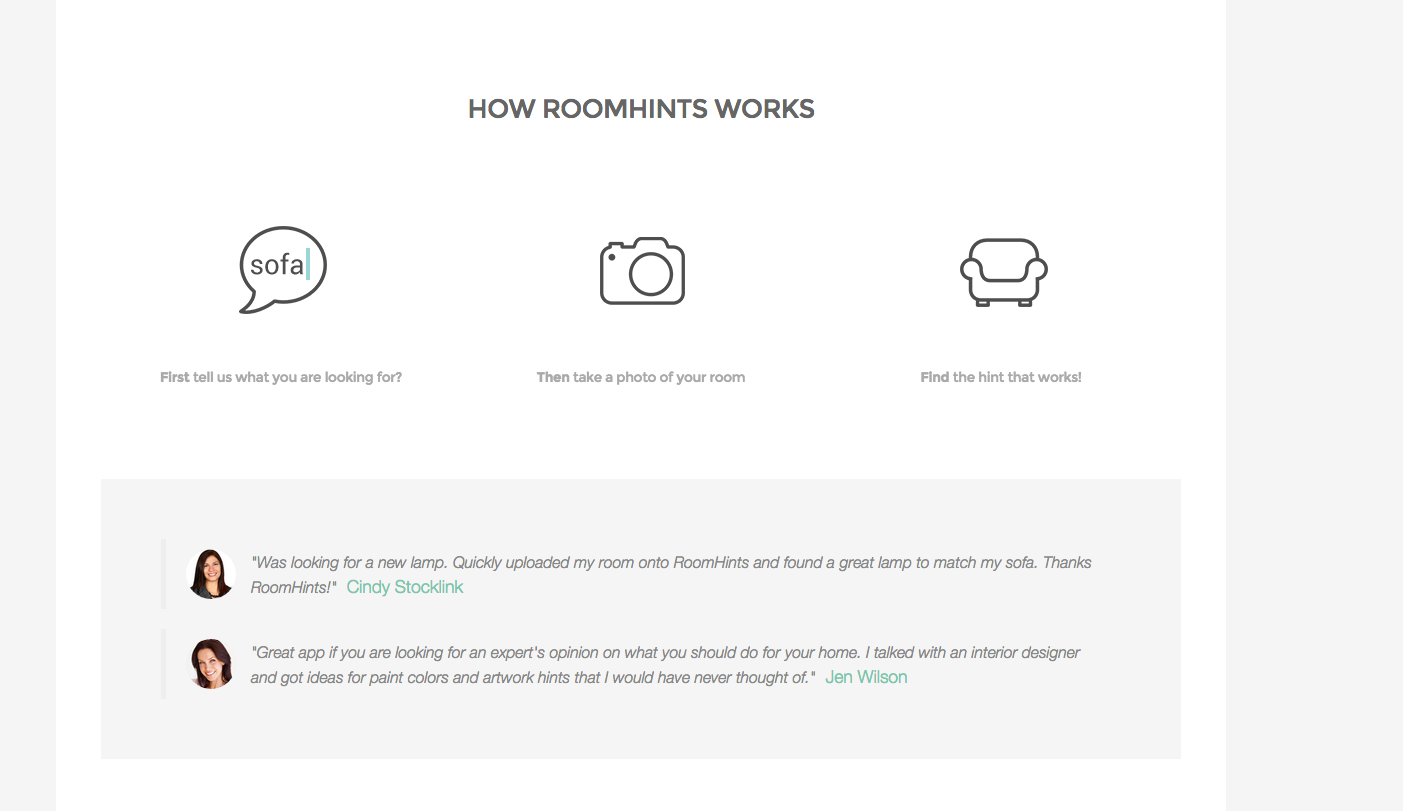 HOW ROOMHINTS WORKS
sofa
First tell us what you are looking for?
Then take a photo of your room
Find the hint that works!
"Was looking for a new lamp. Quickly uploaded my room onto RoomHints and found a great lamp to match my sofa. Thanks
RoomHints!" Cindy Stocklink
"Great app if you are looking for an expert's opinion on what you should do for your home. I talked with an interior designer
and got ideas for paint colors and artwork hints that I would have never thought of." Jen Wilson